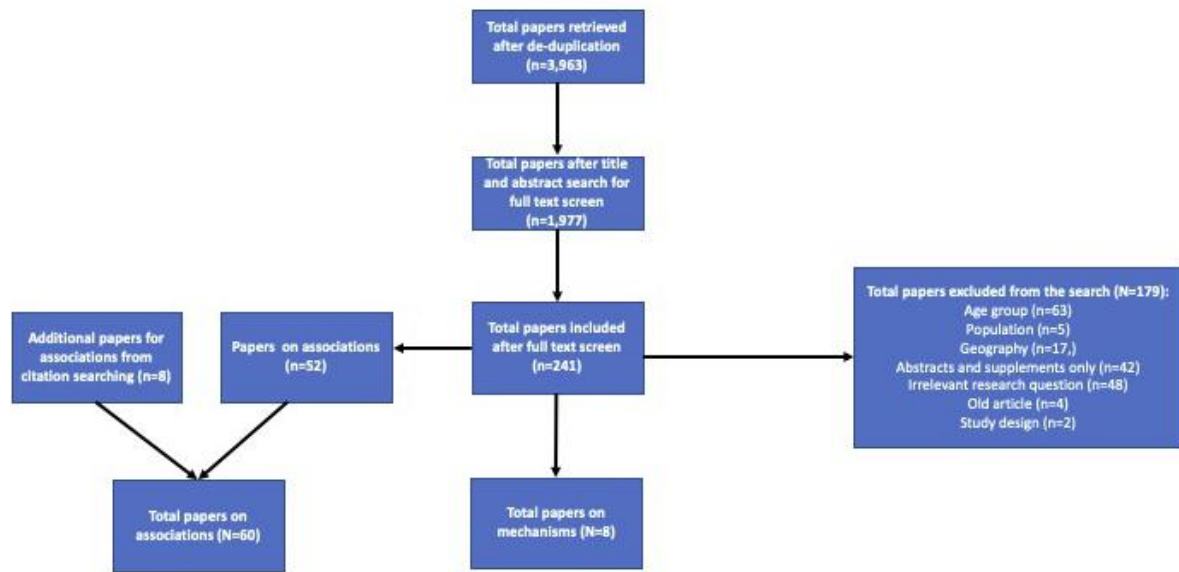 Total papers retrieved
after de-duplication
(n=3,963)
Total papers after title
and abstract search for
full text screen
(n=1,977)
Additional papers for
associations from
citation searching (n=8)
Papers on associations
(n=52)
Total papers included
after full text screen
(n=241)
Total papers excluded from the search (N=179):
Age group (n=63)
Population (n=5)
Geography (n=17,)
Abstracts and supplements only (n=42)
Irrelevant research question (n=48)
Old article (n=4)
Study design (n=2)
Total papers on
associations (N=60)
Total papers on
mechanisms (N=8)